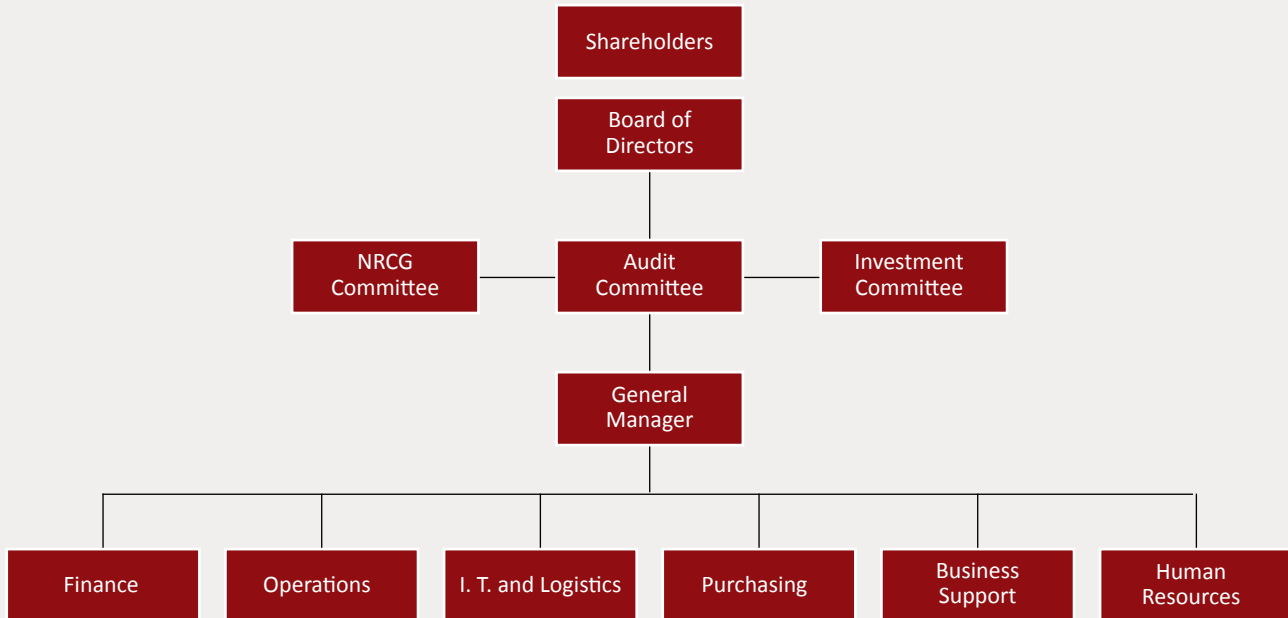 Shareholders
Board of
Directors
NRCG
Committee
Audit
Committee
Investment
Committee
General
Manager
Finance
Operations
I. T. and Logistics
Purchasing
Business
Support
Human
Resources